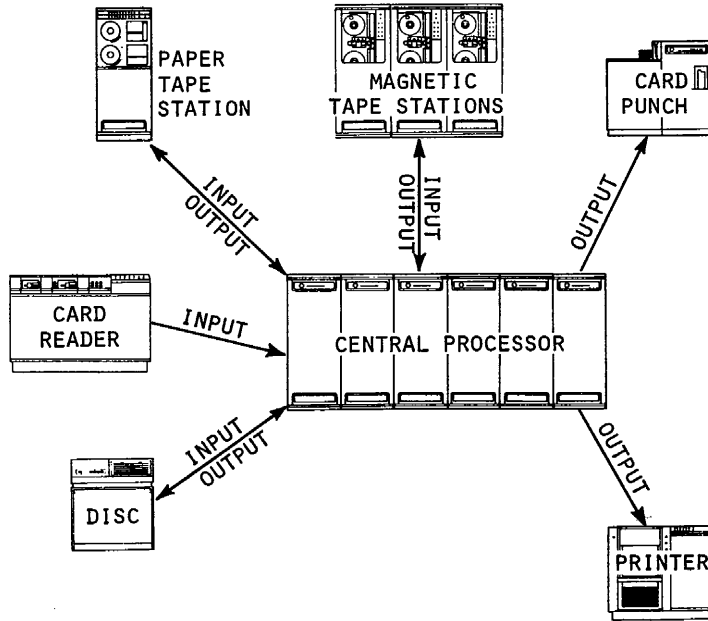 PAPER
TAPE
STATION
MAGNETIC
TAPE STATIONS
CARD
PUNCH
INPUT
OUTPUT
INPUT
OUTPUT
OUTPUT
CARD
READER
INPUT
CENTRAL PROCESSOR
INPUT
OUTPUT
OUTPUT
DISC
PRINTER